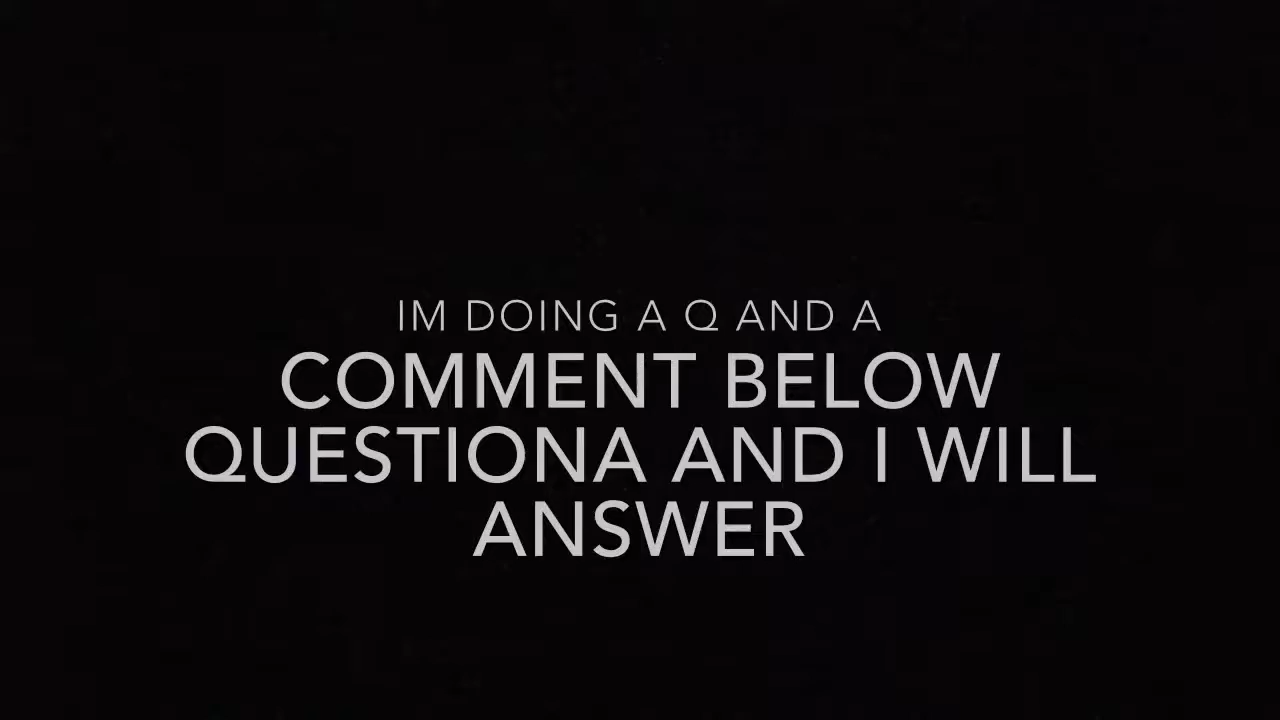 IM DOING A Q AND A
COMMENT BELOW
QUESTIONA AND I WILL
ANSWER